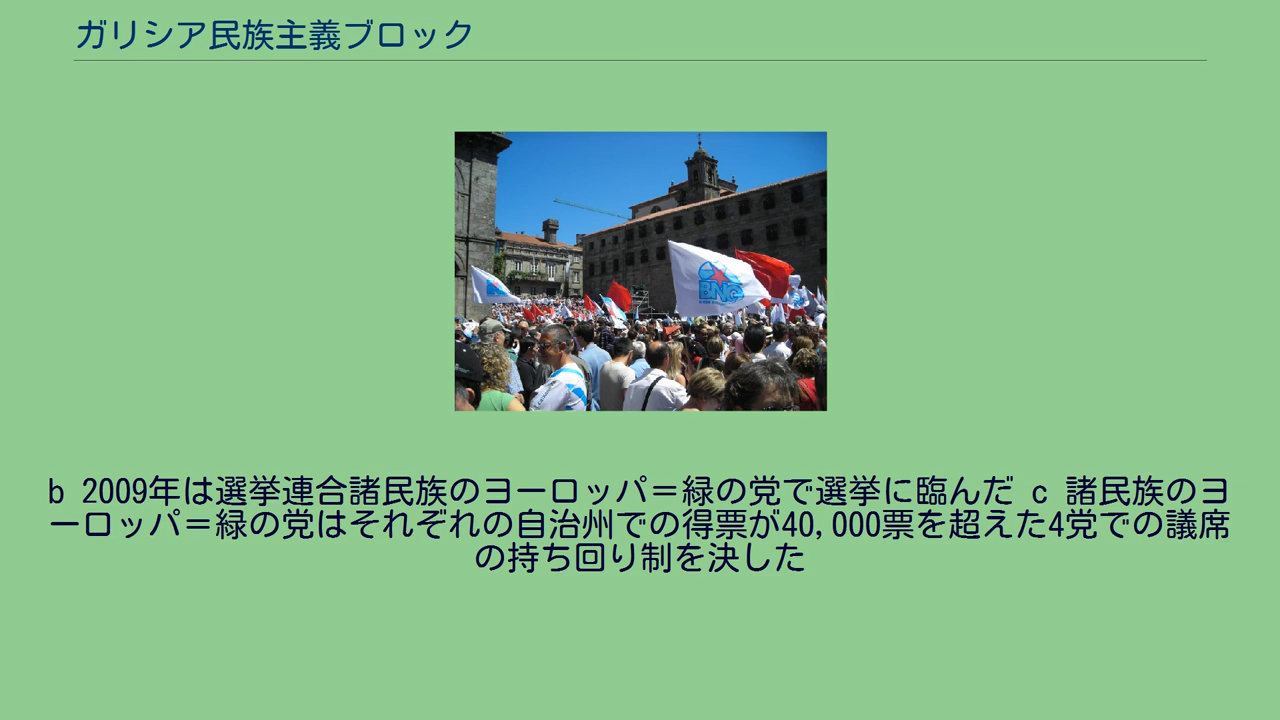 ガリシア民族主義ブロック
BNG
b 2009年は選挙連合諸民族のヨーロッパ＝緑の党で選挙に臨んだ c 諸民族のヨ
ーロッパ＝緑の党はそれぞれの自治州での得票が40,000票を超えた4党での議席
の持ち回り制を決した